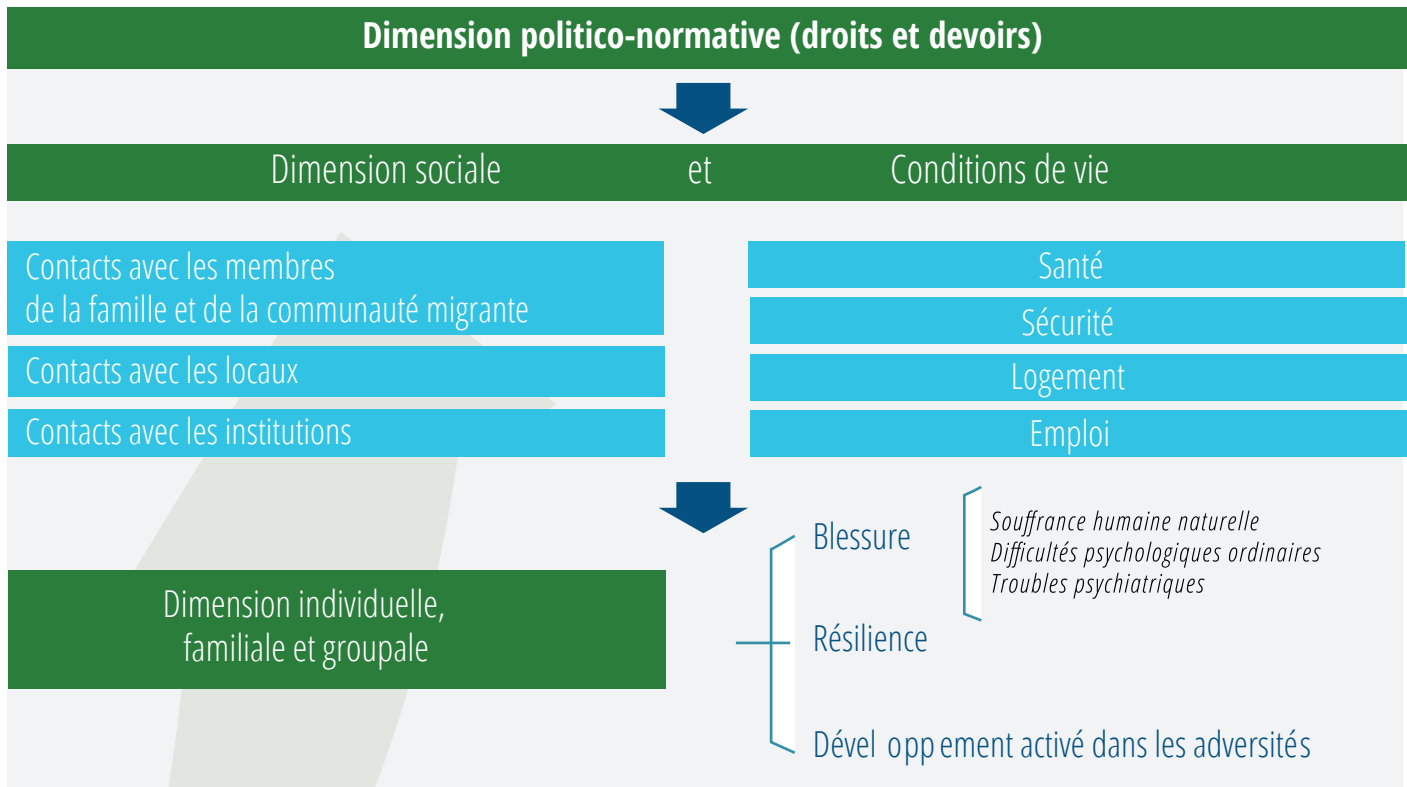 Dimension politico-normative (droits et devoirs)
Dimension sociale et Conditions de vie
Contacts avec les membres
de la famille et de la communauté migrante
Contacts avec les locaux
Contacts avec les institutions
Santé
Sécurité
Logement
Emploi
Dimension individuelle,
familiale et groupale
Blessure
Souffrance humaine naturelle
Difficultés psychologiques ordinaires
Troubles psychiatriques
Résilience
Dével opp ement activé dans les adversités